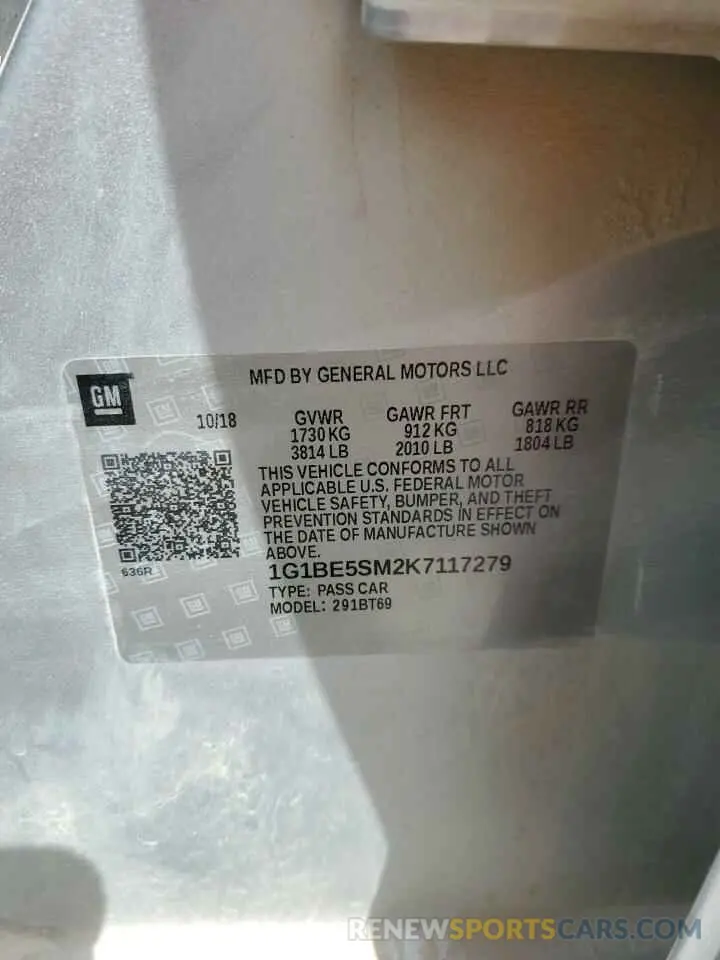 MFD BY GENERAL MOTORS LLC
GM
10/18 GVWR GAWR FRT GAWR RR
1730 KG 912 KG 818 KG
3814 LB 2010 LB 1804 LB
THIS VEHICLE CONFORMS TO ALL
APPLICABLE U.S. FEDERAL MOTOR
VEHICLE SAFETY, BUMPER, AND THEFT
PREVENTION STANDARDS IN EFFECT ON
THE DATE OF MANUFACTURE SHOWN
ABOVE.
636R
1G1BE5SM2K7117279
TYPE: PASS CAR
MODEL: 291BT69
RENEWSPORTSCARS.COM